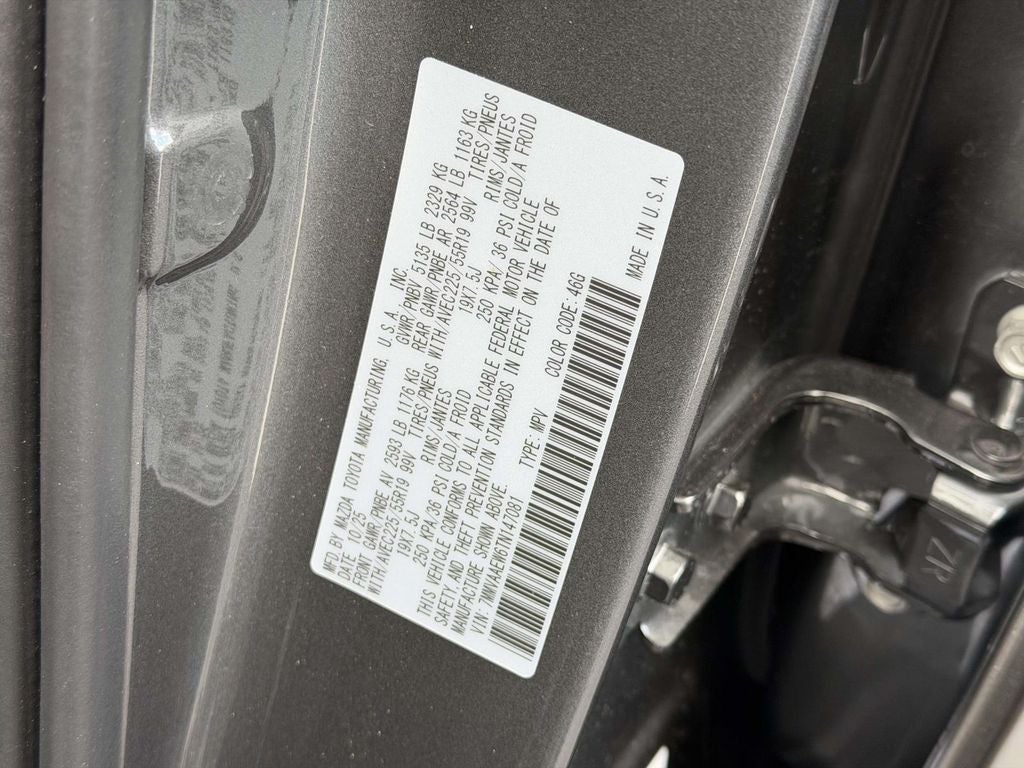 MFD BY MAZDA TOYOTA MANUFACTURING, U. S. A., INC.
DATE 10/25 GVWR/PNBV 5135 LB 2329 KG
FRONT GAWR/PNBE AV 2593 LB 1176 KG REAR GAWR/PNBE AR 2564 LB 1163 KG
WITH AVEC225/55R19 99V TIRES PNEUS WITH AVEC225/55R19 99V TIRES PNEUS
19X7.5J RIMS/JANTES 19X7.5J RIMS/JANTES
250 KPA/36 PSI COLD/A FROID 250 KPA/ 36 PSI COLD/A FROID
THIS VEHICLE CONFORMS TO ALL APPLICABLE FEDERAL MOTOR VEHICLE
SAFETY, AND THEFT PREVENTION STANDARDS IN EFFECT ON THE DATE OF
MANUFACTURE SHOWN ABOVE.
VIN: 7MMVAAEW6TN147081 TYPE: MPV COLOR CODE: 46G
MADE IN U. S. A.
ZR